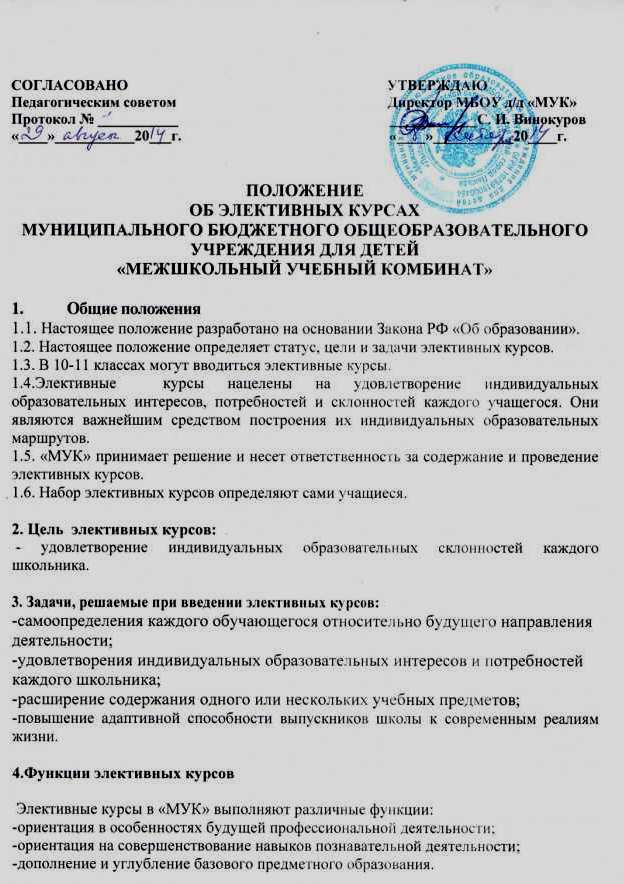 СОГЛАСОВАНО
Педагогическим советом
Протокол №
«29» август 2014 г.
УТВЕРЖДАЮ
Директор МБОУ д/д «МУК»
С. И. Винокуров
« » 2014 г.
ПОЛОЖЕНИЕ
ОБ ЭЛЕКТИВНЫХ КУРСАХ
МУНИЦИПАЛЬНОГО БЮДЖЕТНОГО ОБЩЕОБРАЗОВАТЕЛЬНОГО
УЧРЕЖДЕНИЯ ДЛЯ ДЕТЕЙ
«МЕЖШКОЛЬНЫЙ УЧЕБНЫЙ КОМБИНАТ»
1. Общие положения
1.1. Настоящее положение разработано на основании Закона РФ «Об образовании».
1.2. Настоящее положение определяет статус, цели и задачи элективных курсов.
1.3. В 10-11 классах могут вводиться элективные курсы.
1.4.Элективные курсы нацелены на удовлетворение индивидуальных
образовательных интересов, потребностей и склонностей каждого учащегося. Они
являются важнейшим средством построения их индивидуальных образовательных
маршрутов.
1.5. «МУК» принимает решение и несет ответственность за содержание и проведение
элективных курсов.
1.6. Набор элективных курсов определяют сами учащиеся.
2. Цель элективных курсов:
- удовлетворение индивидуальных образовательных склонностей каждого
школьника.
3. Задачи, решаемые при введении элективных курсов:
-самоопределения каждого обучающегося относительно будущего направления
деятельности;
-удовлетворения индивидуальных образовательных интересов и потребностей
каждого школьника;
-расширение содержания одного или нескольких учебных предметов;
-повышение адаптивной способности выпускников школы к современным реалиям
жизни.
4.Функции элективных курсов
Элективные курсы в «МУК» выполняют различные функции:
-ориентация в особенностях будущей профессиональной деятельности;
-ориентация на совершенствование навыков познавательной деятельности;
-дополнение и углубление базового предметного образования.